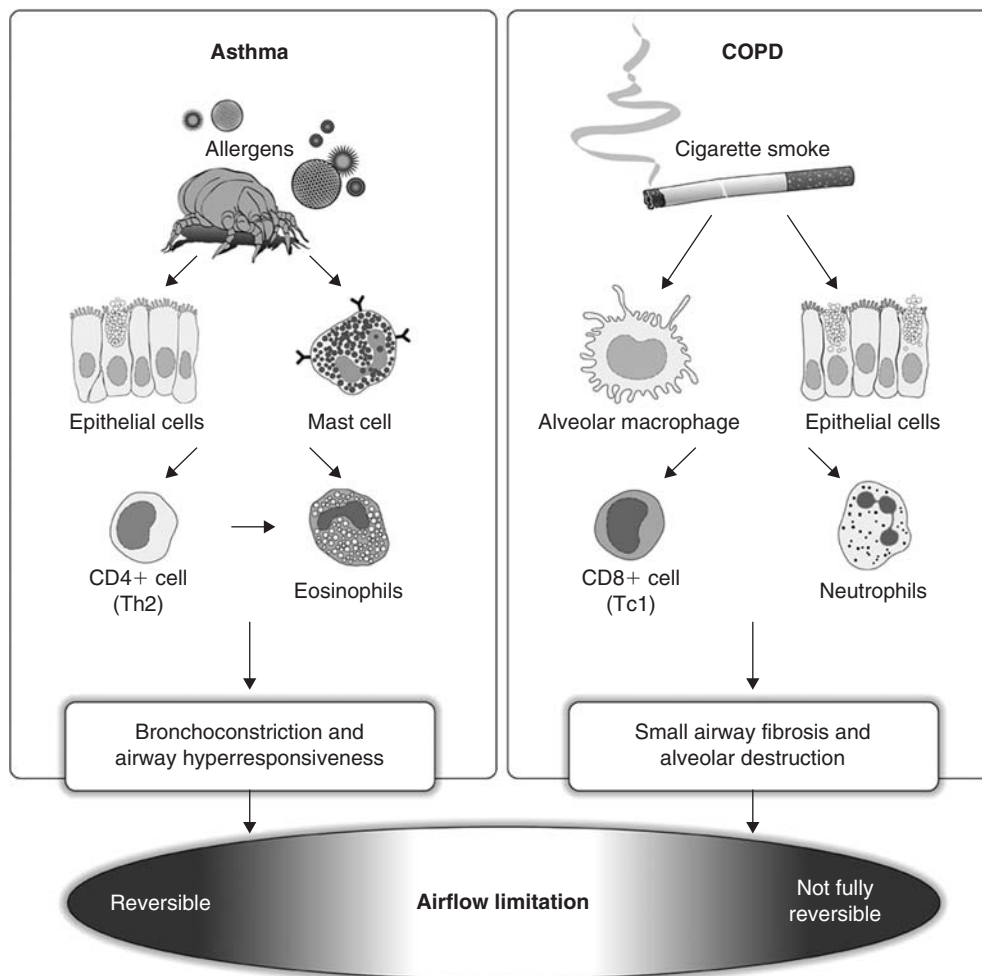 Asthma
Allergens
Epithelial cells
Mast cell
CD4+ cell
(Th2)
Eosinophils
Bronchoconstriction and
airway hyperresponsiveness
COPD
Cigarette smoke
Alveolar macrophage
Epithelial cells
CD8+ cell
(Tc1)
Neutrophils
Small airway fibrosis and
alveolar destruction
Reversible
Airflow limitation
Not fully
reversible